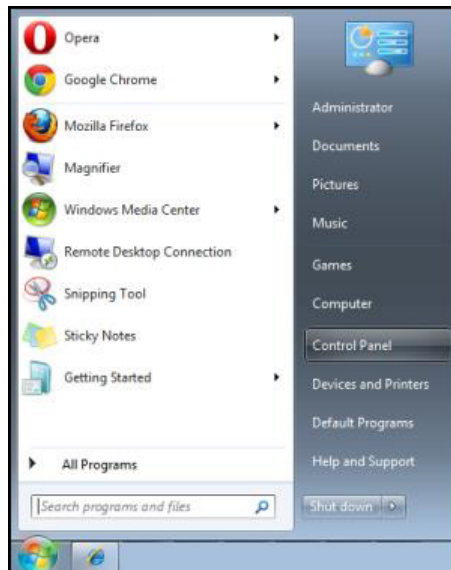 Opera
Google Chrome
Mozilla Firefox
Magnifier
Windows Media Center
Remote Desktop Connection
Snipping Tool
Sticky Notes
Getting Started
All Programs
Search programs and files
Administrator
Documents
Pictures
Music
Games
Computer
Control Panel
Devices and Printers
Default Programs
Help and Support
Shut down